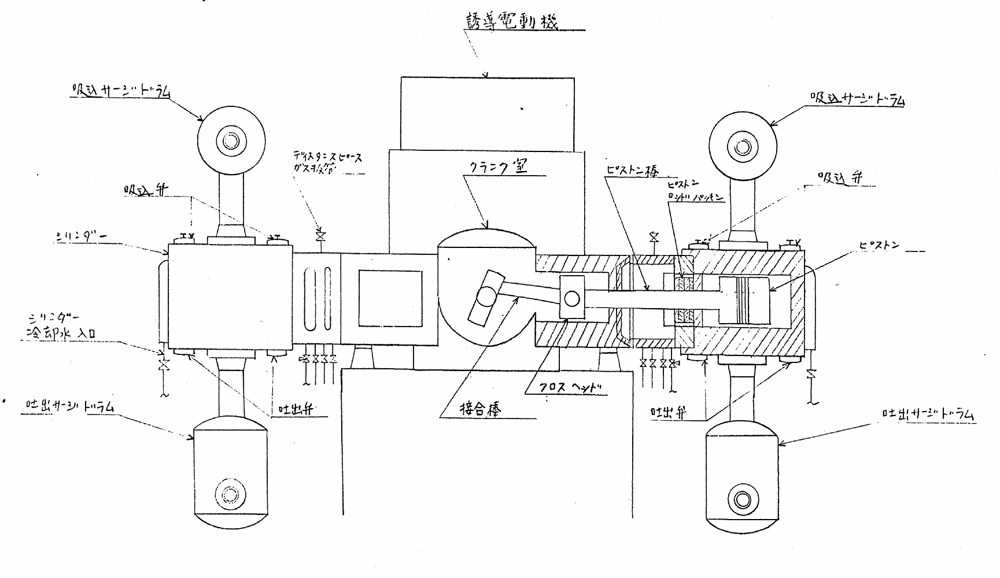 誘導電動機
吸込サージドラム
吸込サージドラム
ディスタンスピース
ガス抜管
クランク室
ピストン棒
ピストン
ロッドパッキン
吸込弁
吸込弁
シリンダー
ピストン
シリンダー
冷却水入口
クロスヘッド
吐出サージドラム
吐出弁
接合棒
吐出弁
吐出サージドラム